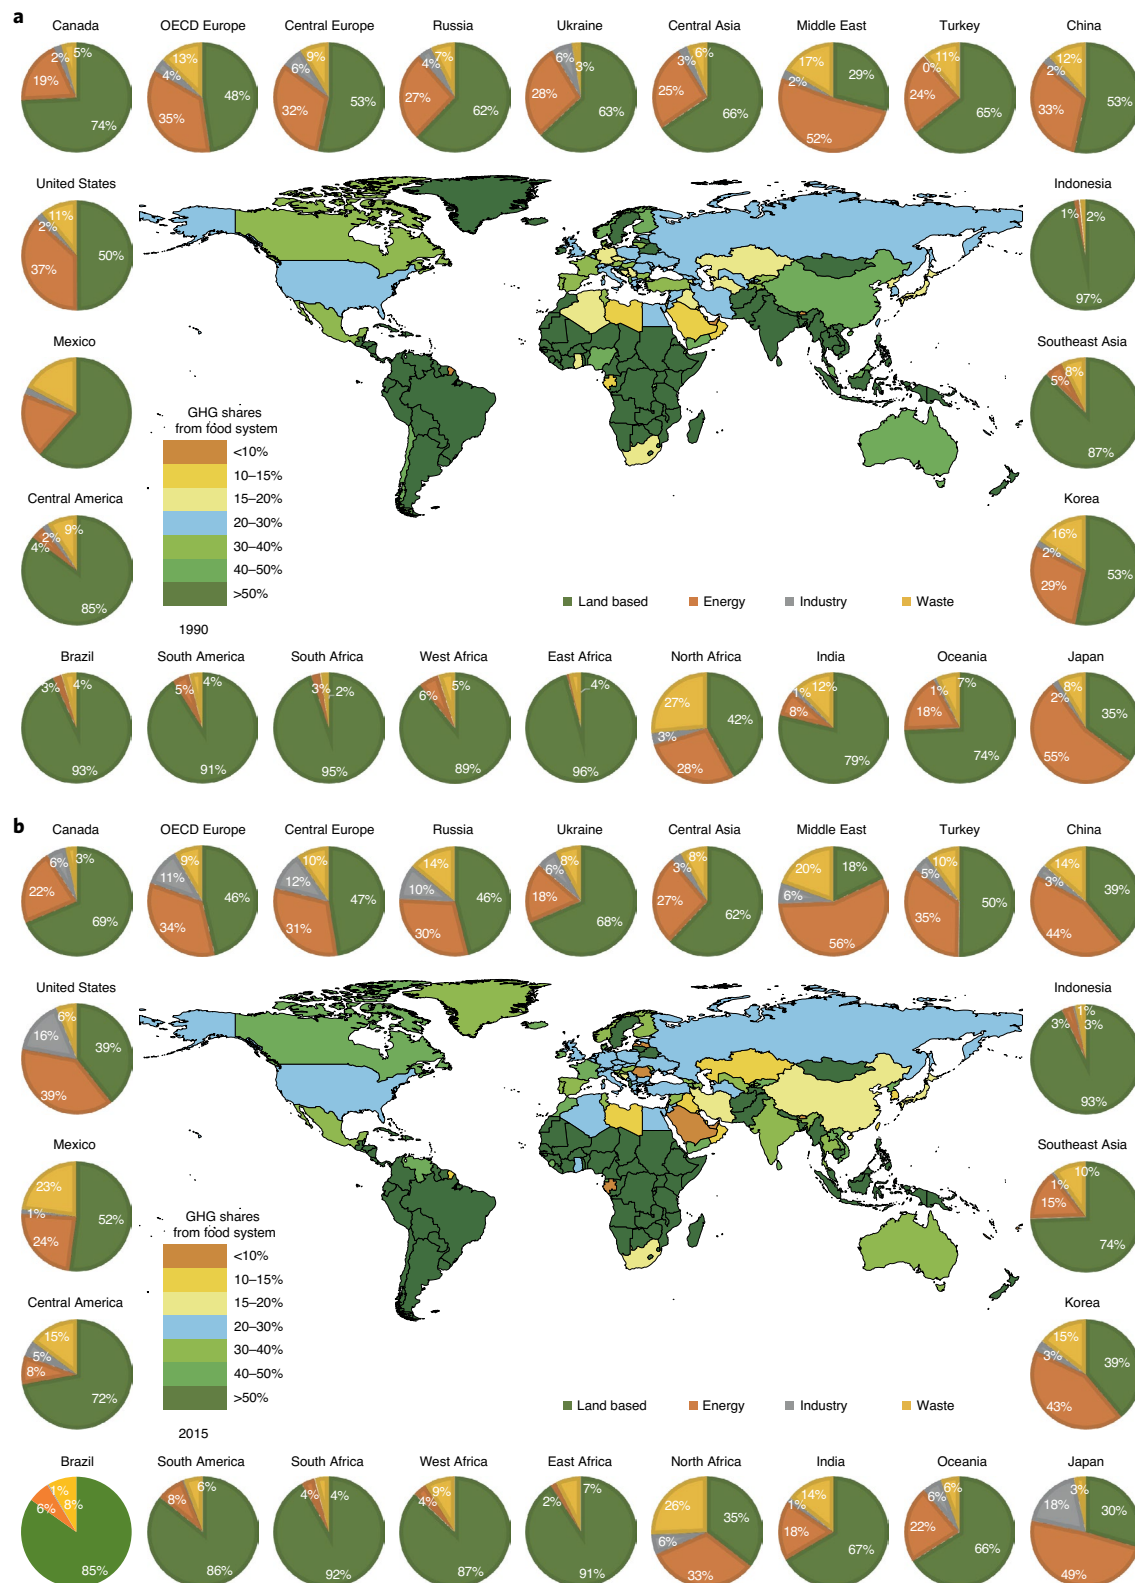 a
Canada
OECD Europe
Central Europe
Russia
Ukraine
Central Asia
Middle East
Turkey
China
2% 5%
19%
74%
13%
4%
48%
35%
9%
6%
32%
53%
7%
4%
27%
62%
6%
3%
28%
63%
6%
3%
25%
66%
17%
29%
2%
52%
11%
0%
24%
65%
12%
2%
33%
53%
United States
11%
2%
50%
37%
Indonesia
1% 2%
97%
Mexico
Southeast Asia
8%
5%
87%
Central America
9%
2%
4%
85%
Korea
16%
2%
53%
29%
GHG shares
from food system
<10%
10–15%
15–20%
20–30%
30–40%
40–50%
>50%
1990
Land based
Energy
Industry
Waste
Brazil
South America
South Africa
West Africa
East Africa
North Africa
India
Oceania
Japan
3% 4%
93%
5% 4%
91%
3% 2%
95%
6% 5%
89%
4%
96%
27%
42%
3%
28%
12%
1%
8%
79%
7%
1%
18%
74%
8%
2%
35%
55%
b
Canada
OECD Europe
Central Europe
Russia
Ukraine
Central Asia
Middle East
Turkey
China
6% 3%
22%
69%
9%
11%
46%
34%
10%
12%
47%
31%
14%
10%
46%
30%
8%
6%
18%
68%
8%
3%
27%
62%
20%
18%
6%
56%
10%
5%
35%
50%
14%
3%
39%
44%
United States
6%
16%
39%
39%
Indonesia
1%
3% 3%
93%
Mexico
23%
1%
52%
24%
Southeast Asia
10%
1%
15%
74%
Central America
15%
5%
8%
72%
Korea
15%
3%
39%
43%
GHG shares
from food system
<10%
10–15%
15–20%
20–30%
30–40%
40–50%
>50%
2015
Land based
Energy
Industry
Waste
Brazil
South America
South Africa
West Africa
East Africa
North Africa
India
Oceania
Japan
1%
6% 8%
85%
6%
8%
86%
4% 4%
92%
9%
4%
87%
7%
2%
91%
26%
35%
6%
33%
14%
1%
18%
67%
6%
6%
22%
66%
3%
18%
30%
49%